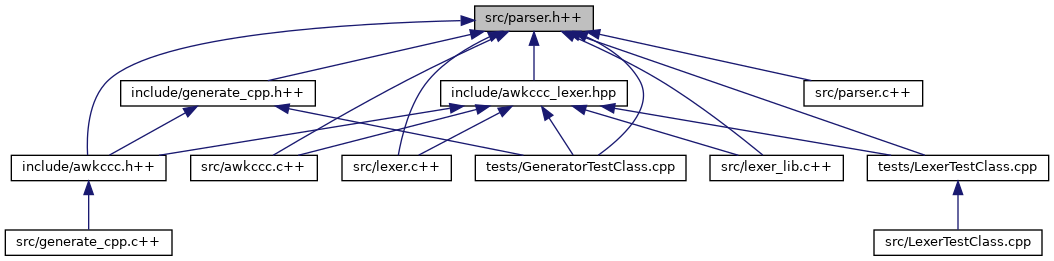 src/parser.h++
include/generate_cpp.h++
include/awkccc_lexer.hpp
src/parser.c++
include/awkccc.h++
src/awkccc.c++
src/lexer.c++
tests/GeneratorTestClass.cpp
src/lexer_lib.c++
tests/LexerTestClass.cpp
src/generate_cpp.c++
src/LexerTestClass.cpp